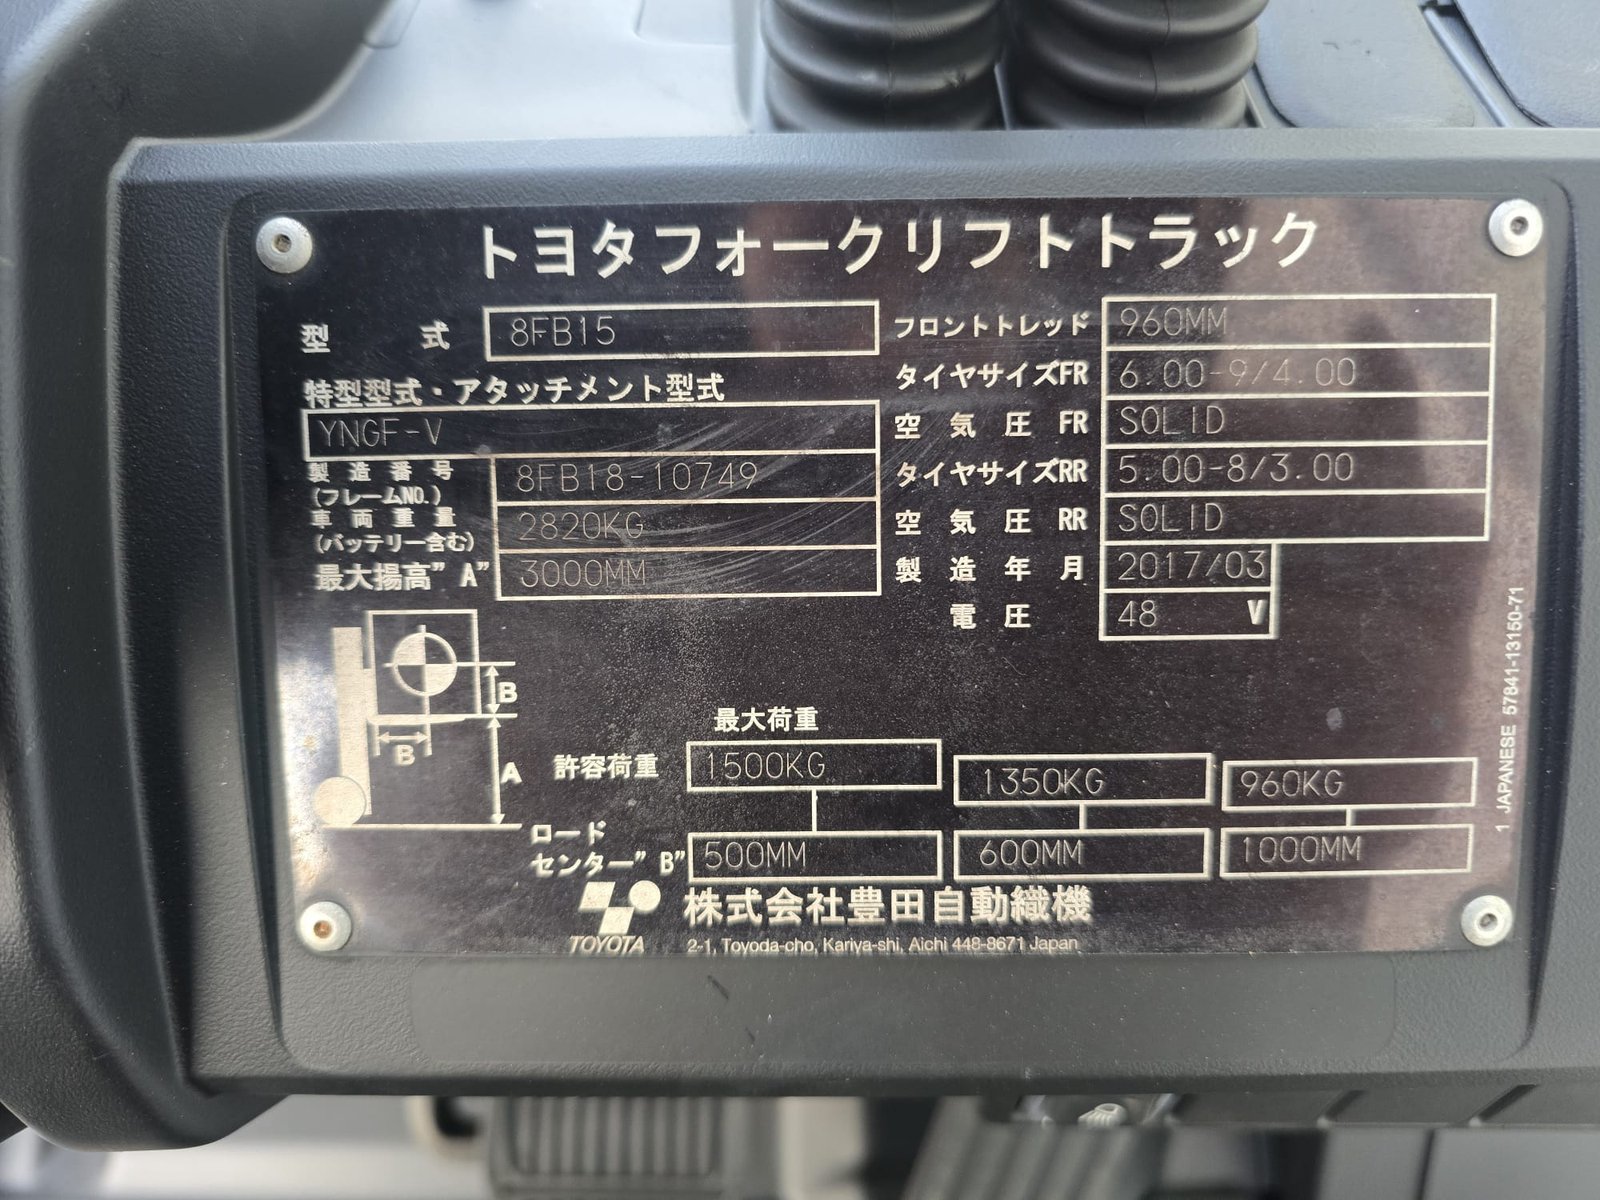 トヨタフォークリフトトラック
型 式 8FB15
特型型式・アタッチメント型式
YNGF-V
製造番号 8FB18-10749
(フレームNO.)
車両重量 2820KG
(バッテリー含む)
最大揚高"A" 3000MM
フロントトレッド 960MM
タイヤサイズFR 6.00-9/4.00
空気圧 FR SOLID
タイヤサイズRR 5.00-8/3.00
空気圧 RR SOLID
製造年月 2017/03
電圧 48 V
B
B
A
最大荷重
許容荷重 1500KG 1350KG 960KG
ロード
センター"B" 500MM 600MM 1000MM
TOYOTA
株式会社豊田自動織機
2-1, Toyoda-cho, Kariya-shi, Aichi 448-8671 Japan
1 JAPANESE 57841-13150-71